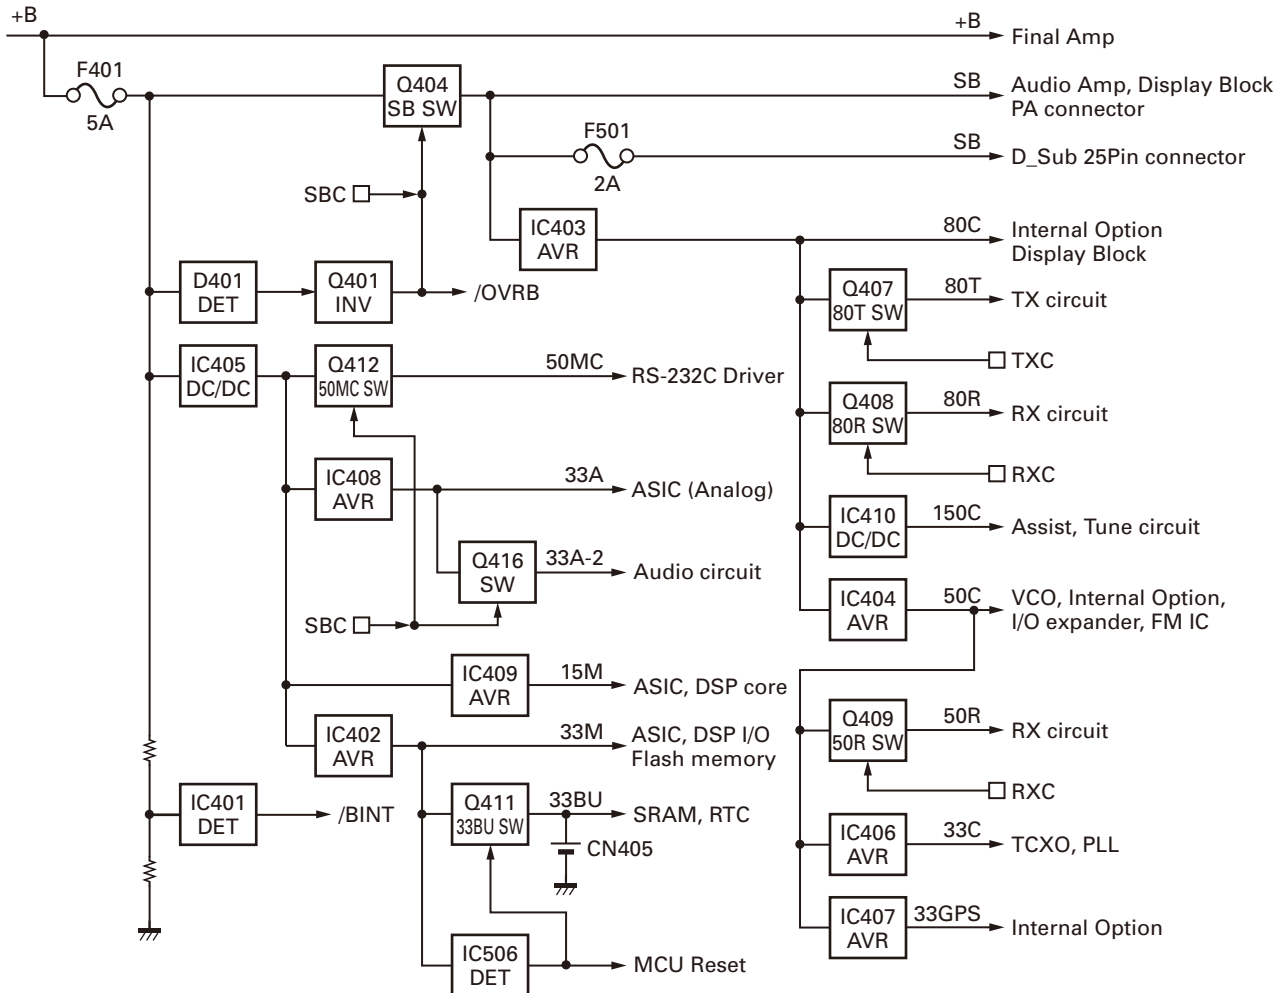 +B
+B
Final Amp
F401
5A
Q404
SB SW
SB
Audio Amp, Display Block
PA connector
F501
2A
SB
D_Sub 25Pin connector
SBC
IC403
AVR
80C
Internal Option
Display Block
D401
DET
Q401
INV
/OVRB
Q407
80T SW
80T
TX circuit
TXC
IC405
DC/DC
Q412
50MC SW
50MC
RS-232C Driver
Q408
80R SW
80R
RX circuit
RXC
IC408
AVR
33A
ASIC (Analog)
IC410
DC/DC
150C
Assist, Tune circuit
Q416
SW
33A-2
Audio circuit
SBC
IC404
AVR
50C
VCO, Internal Option,
I/O expander, FM IC
IC409
AVR
15M
ASIC, DSP core
IC402
AVR
33M
ASIC, DSP I/O
Flash memory
Q409
50R SW
50R
RX circuit
RXC
IC401
DET
/BINT
Q411
33BU SW
33BU
SRAM, RTC
CN405
IC406
AVR
33C
TCXO, PLL
IC407
AVR
33GPS
Internal Option
IC506
DET
MCU Reset